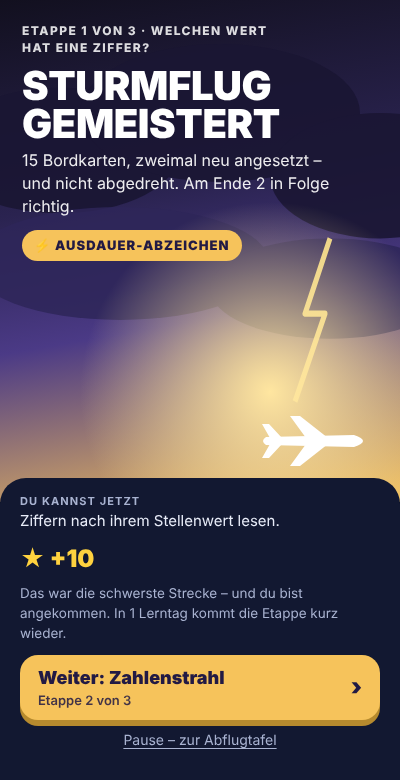 ETAPPE 1 VON 3 · WELCHEN WERT
HAT EINE ZIFFER?
STURMFLUG
GEMEISTERT
15 Bordkarten, zweimal neu angesetzt –
und nicht abgedreht. Am Ende 2 in Folge
richtig.
⚡ AUSDAUER-ABZEICHEN
DU KANNST JETZT
Ziffern nach ihrem Stellenwert lesen.
★ +10
Das war die schwerste Strecke – und du bist
angekommen. In 1 Lerntag kommt die Etappe kurz
wieder.
Weiter: Zahlenstrahl
Etappe 2 von 3
›
Pause – zur Abflugtafel